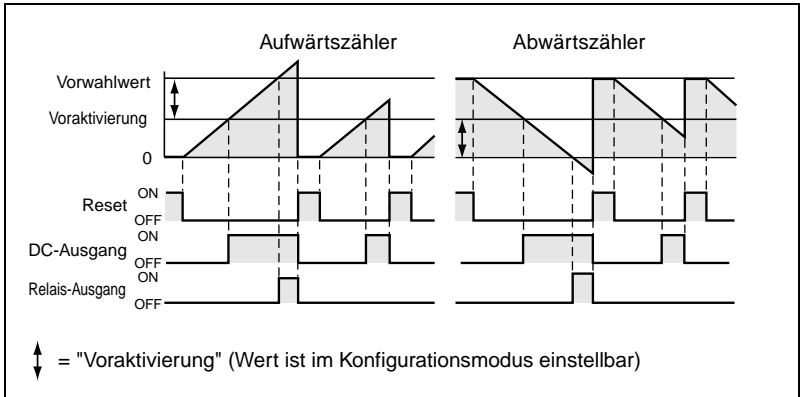 Aufwärtszähler Abwärtszähler
Vorwahlwert
Voraktivierung
0
Reset ON
OFF
DC-Ausgang ON
OFF
Relais-Ausgang ON
OFF
= "Voraktivierung" (Wert ist im Konfigurationsmodus einstellbar)